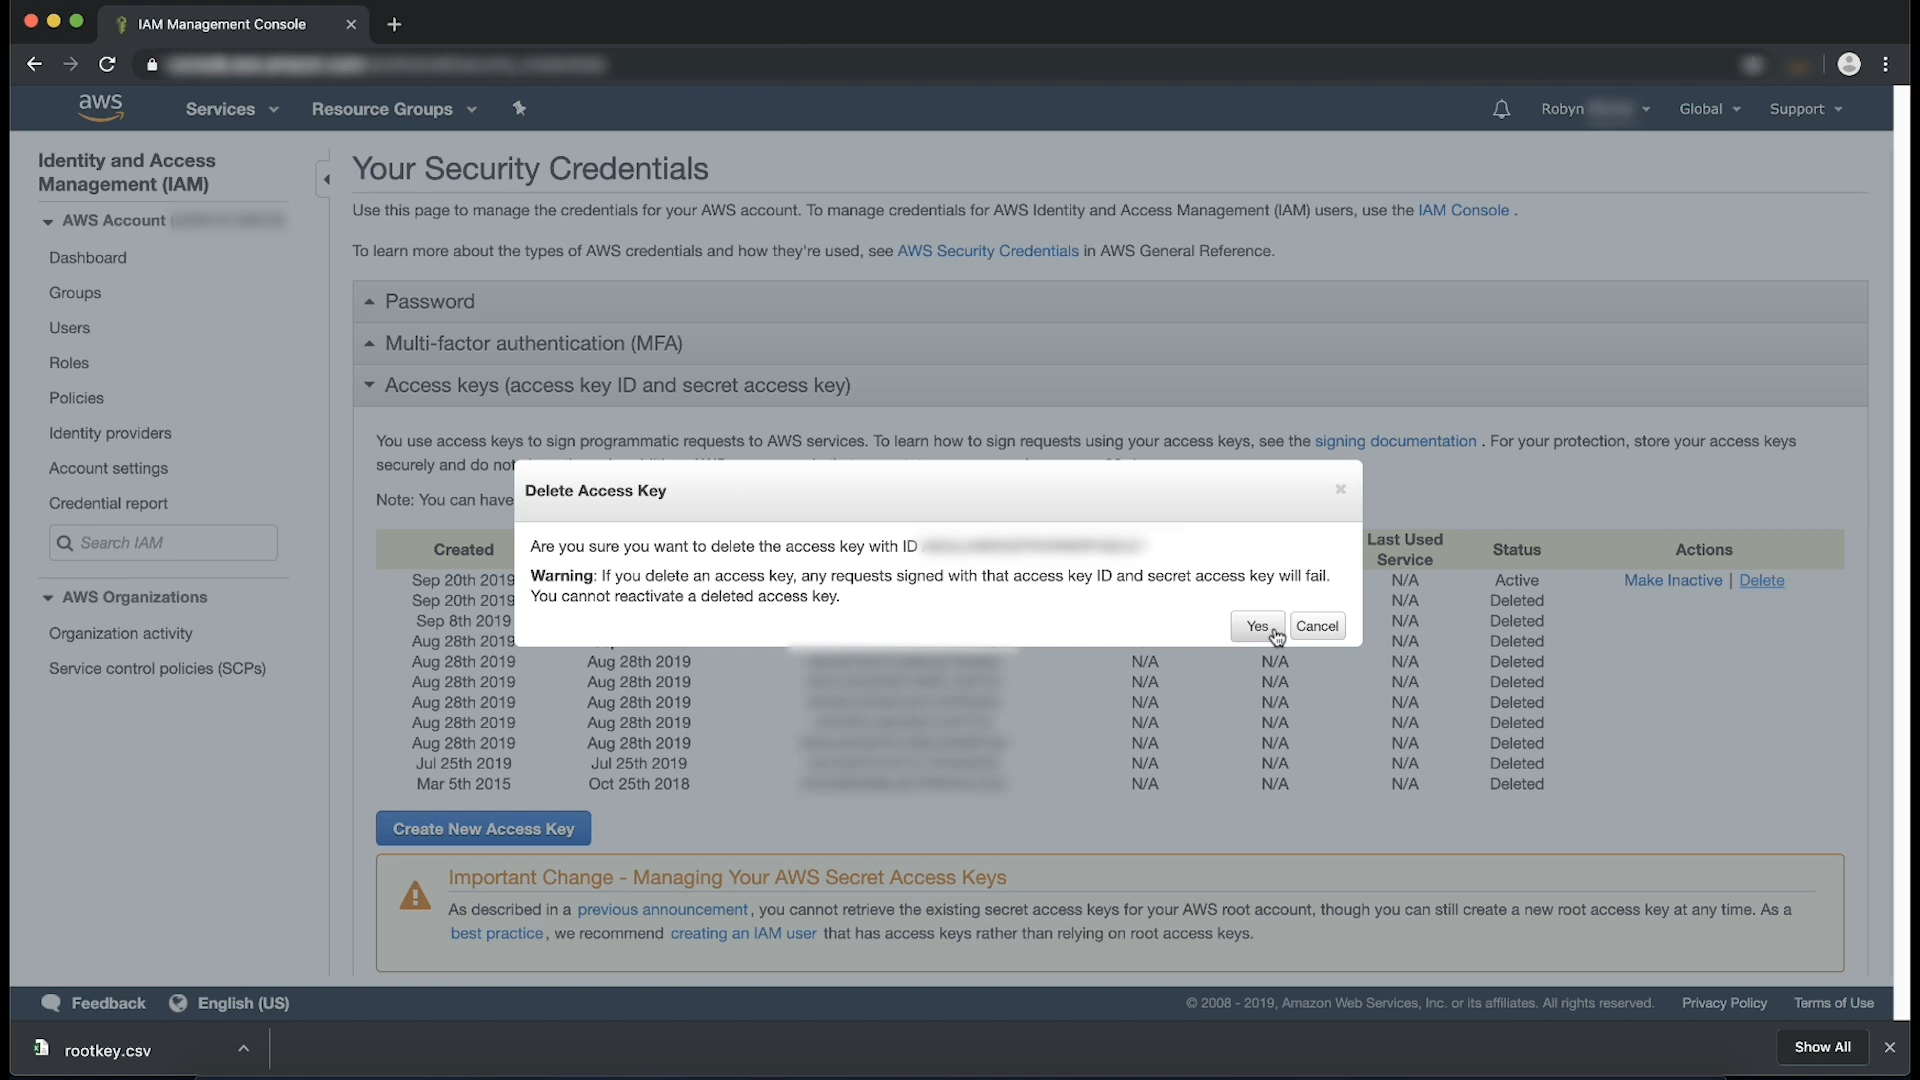 IAM Management Console
aws
Services
Resource Groups
Robyn
Global
Support
Identity and Access
Management (IAM)
AWS Account
Dashboard
Groups
Users
Roles
Policies
Identity providers
Account settings
Credential report
Search IAM
AWS Organizations
Organization activity
Service control policies (SCPs)
Your Security Credentials
Use this page to manage the credentials for your AWS account. To manage credentials for AWS Identity and Access Management (IAM) users, use the IAM Console .
To learn more about the types of AWS credentials and how they're used, see AWS Security Credentials in AWS General Reference.
Password
Multi-factor authentication (MFA)
Access keys (access key ID and secret access key)
You use access keys to sign programmatic requests to AWS services. To learn how to sign requests using your access keys, see the signing documentation . For your protection, store your access keys
securely and do not
Note: You can have
Delete Access Key
Are you sure you want to delete the access key with ID
Warning: If you delete an access key, any requests signed with that access key ID and secret access key will fail.
You cannot reactivate a deleted access key.
Yes
Cancel
Created Last Used Service Status Actions
Sep 20th 2019 N/A Active Make Inactive | Delete
Sep 20th 2019 N/A Deleted
Sep 8th 2019 N/A Deleted
Aug 28th 2019 N/A Deleted
Aug 28th 2019 Aug 28th 2019 N/A N/A N/A Deleted
Aug 28th 2019 Aug 28th 2019 N/A N/A N/A Deleted
Aug 28th 2019 Aug 28th 2019 N/A N/A N/A Deleted
Aug 28th 2019 Aug 28th 2019 N/A N/A N/A Deleted
Aug 28th 2019 Aug 28th 2019 N/A N/A N/A Deleted
Jul 25th 2019 Jul 25th 2019 N/A N/A N/A Deleted
Mar 5th 2015 Oct 25th 2018 N/A N/A N/A Deleted
Create New Access Key
Important Change - Managing Your AWS Secret Access Keys
As described in a previous announcement, you cannot retrieve the existing secret access keys for your AWS root account, though you can still create a new root access key at any time. As a
best practice, we recommend creating an IAM user that has access keys rather than relying on root access keys.
Feedback
English (US)
© 2008 - 2019, Amazon Web Services, Inc. or its affiliates. All rights reserved.
Privacy Policy
Terms of Use
rootkey.csv
Show All